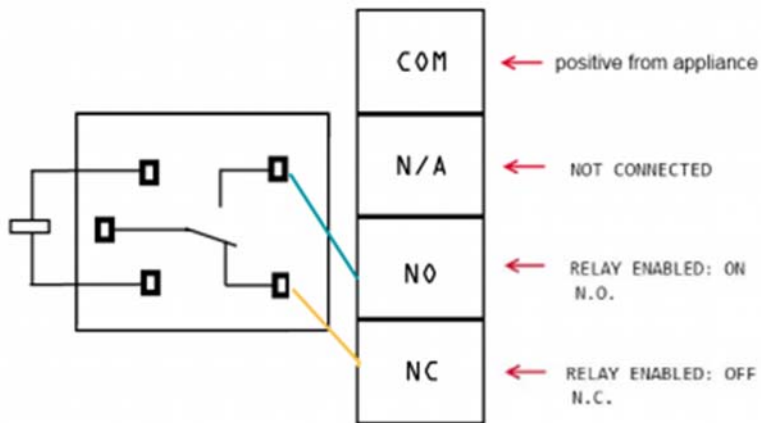 COM
positive from appliance
N/A
NOT CONNECTED
NO
RELAY ENABLED: ON
N.O.
NC
RELAY ENABLED: OFF
N.C.